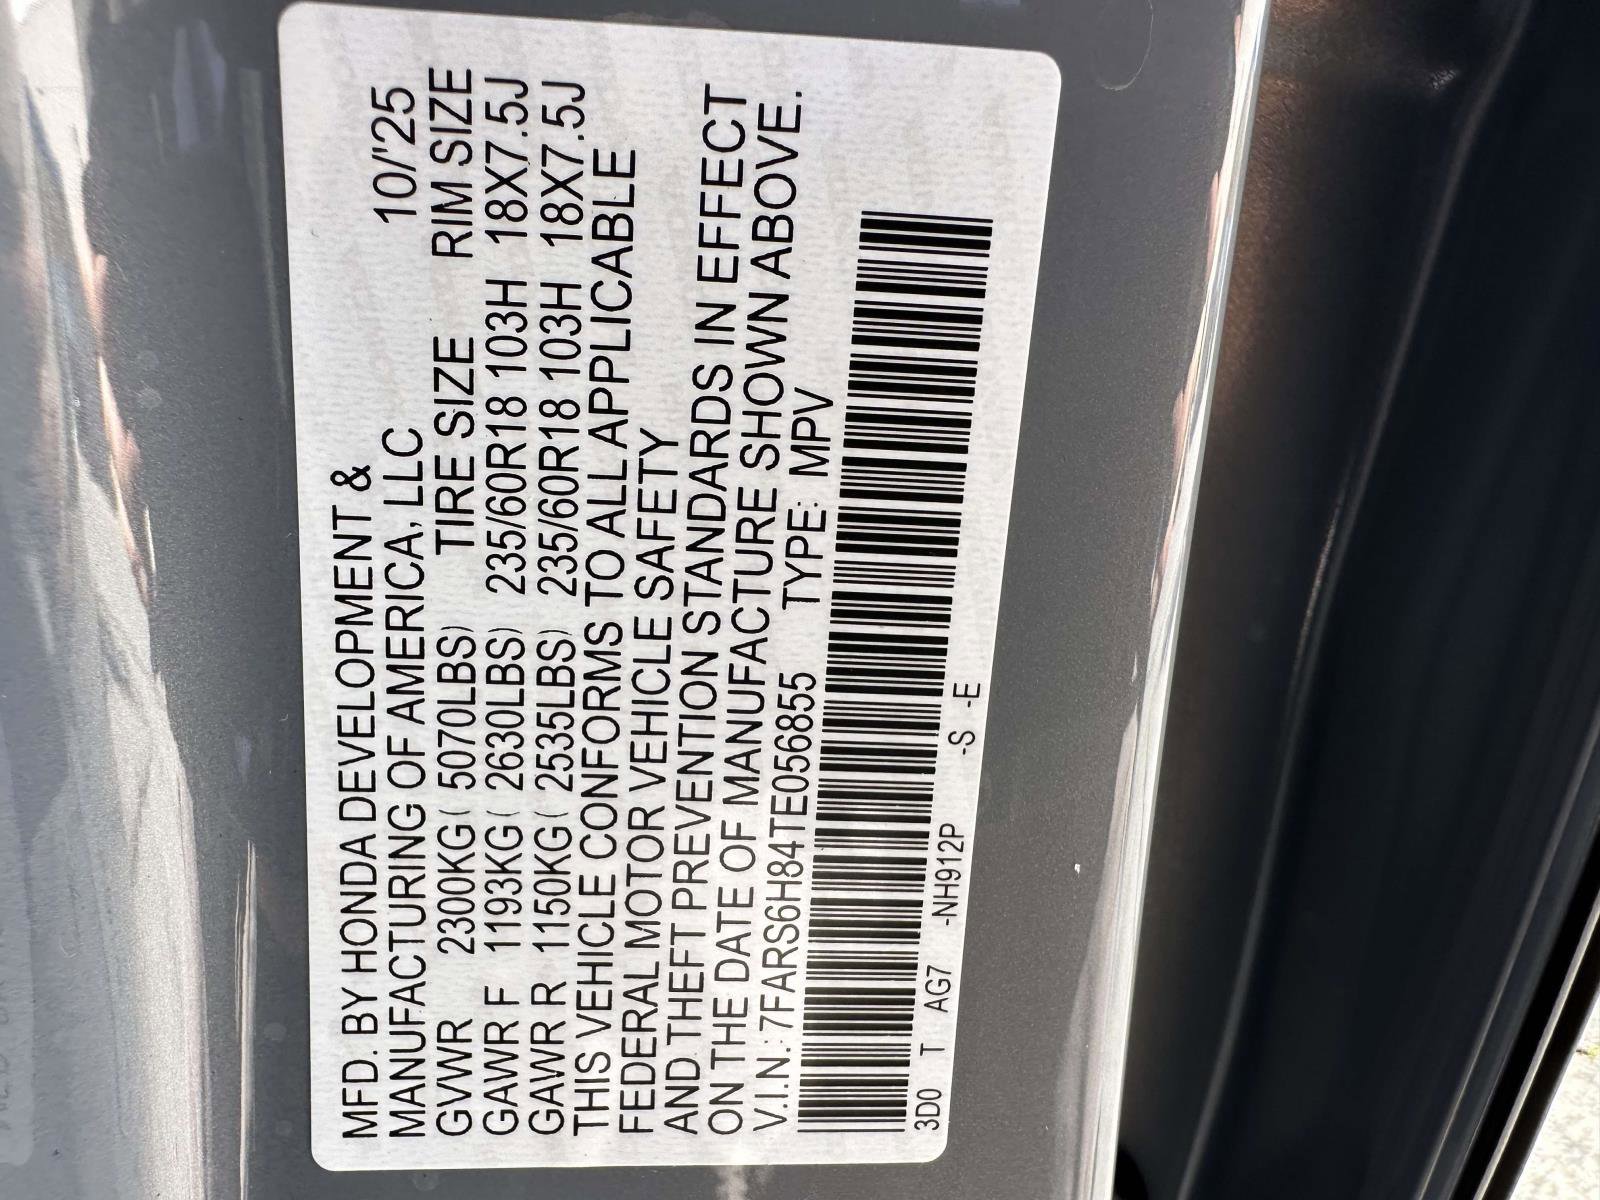 MFD. BY HONDA DEVELOPMENT &
MANUFACTURING OF AMERICA, LLC 10/'25
GVWR 2300KG( 5070LBS) TIRE SIZE RIM SIZE
GAWR F 1193KG( 2630LBS) 235/60R18 103H 18X7.5J
GAWR R 1150KG( 2535LBS) 235/60R18 103H 18X7.5J
THIS VEHICLE CONFORMS TO ALL APPLICABLE
FEDERAL MOTOR VEHICLE SAFETY
AND THEFT PREVENTION STANDARDS IN EFFECT
ON THE DATE OF MANUFACTURE SHOWN ABOVE.
V.I.N.: 7FARS6H84TE056855 TYPE: MPV
3D0 T AG7 -NH912P -S -E